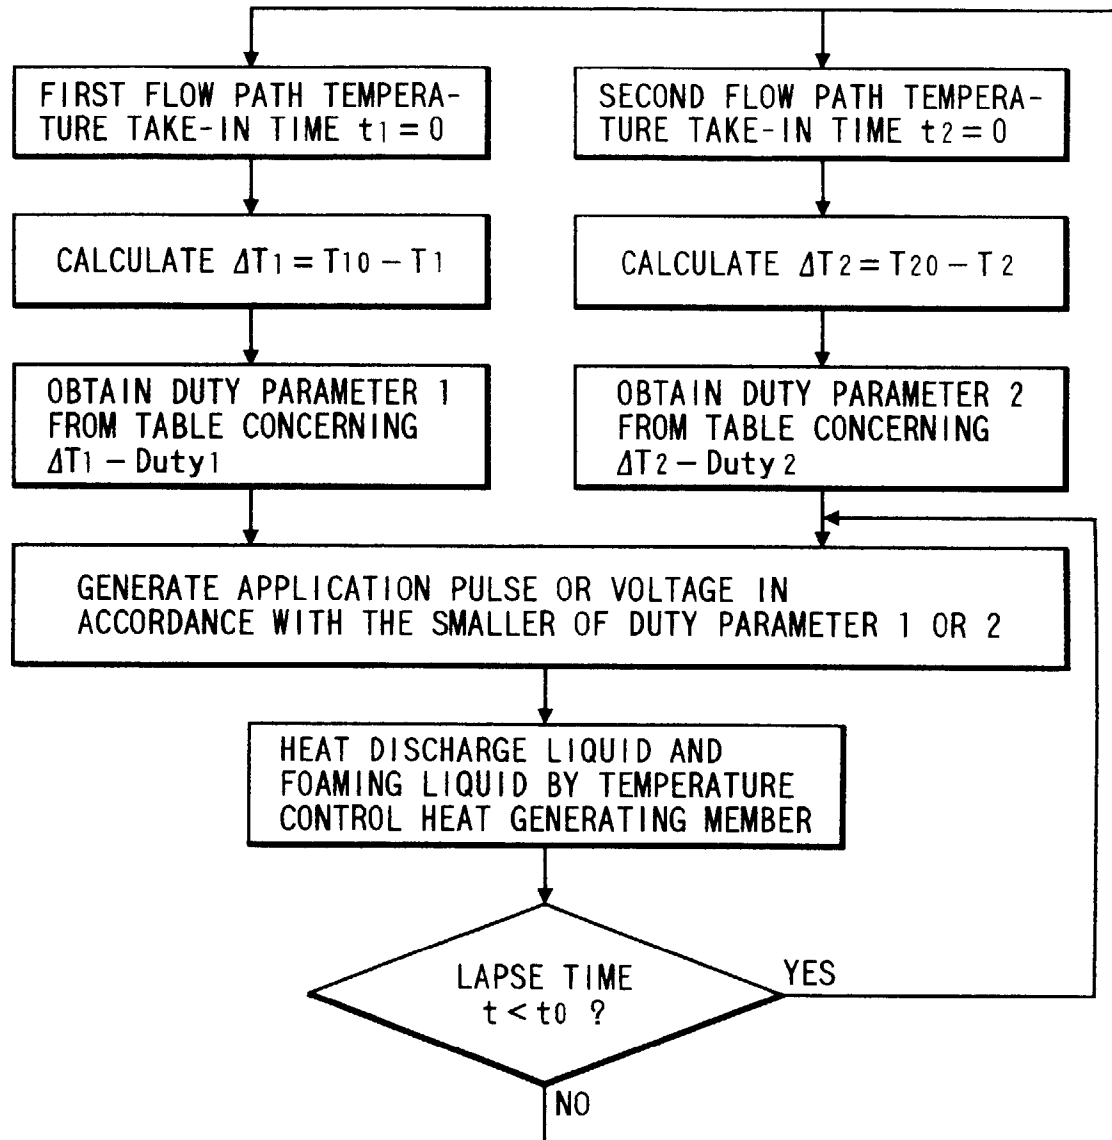 FIRST FLOW PATH TEMPERA-
TURE TAKE-IN TIME t1=0
SECOND FLOW PATH TEMPERA-
TURE TAKE-IN TIME t2=0
CALCULATE ΔT1=T10-T1
CALCULATE ΔT2=T20-T2
OBTAIN DUTY PARAMETER 1
FROM TABLE CONCERNING
ΔT1-Duty1
OBTAIN DUTY PARAMETER 2
FROM TABLE CONCERNING
ΔT2-Duty2
GENERATE APPLICATION PULSE OR VOLTAGE IN
ACCORDANCE WITH THE SMALLER OF DUTY PARAMETER 1 OR 2
HEAT DISCHARGE LIQUID AND
FOAMING LIQUID BY TEMPERATURE
CONTROL HEAT GENERATING MEMBER
LAPSE TIME
t<t0 ?
YES
NO